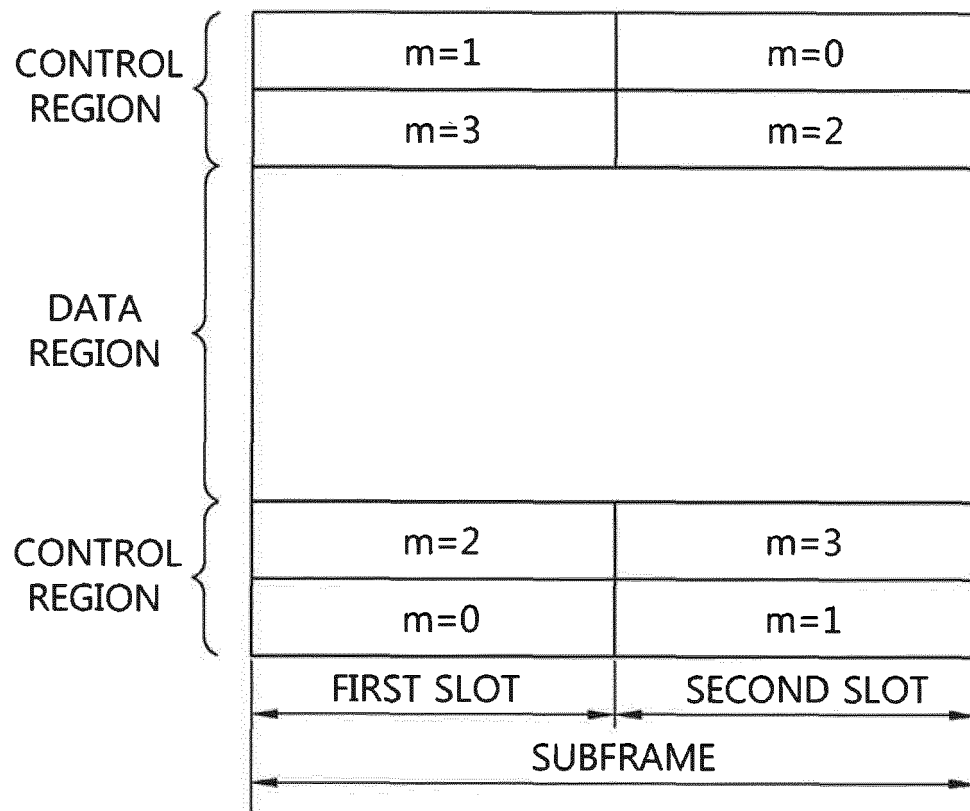 CONTROL
REGION
m=1
m=0
m=3
m=2
DATA
REGION
CONTROL
REGION
m=2
m=3
m=0
m=1
FIRST SLOT
SECOND SLOT
SUBFRAME